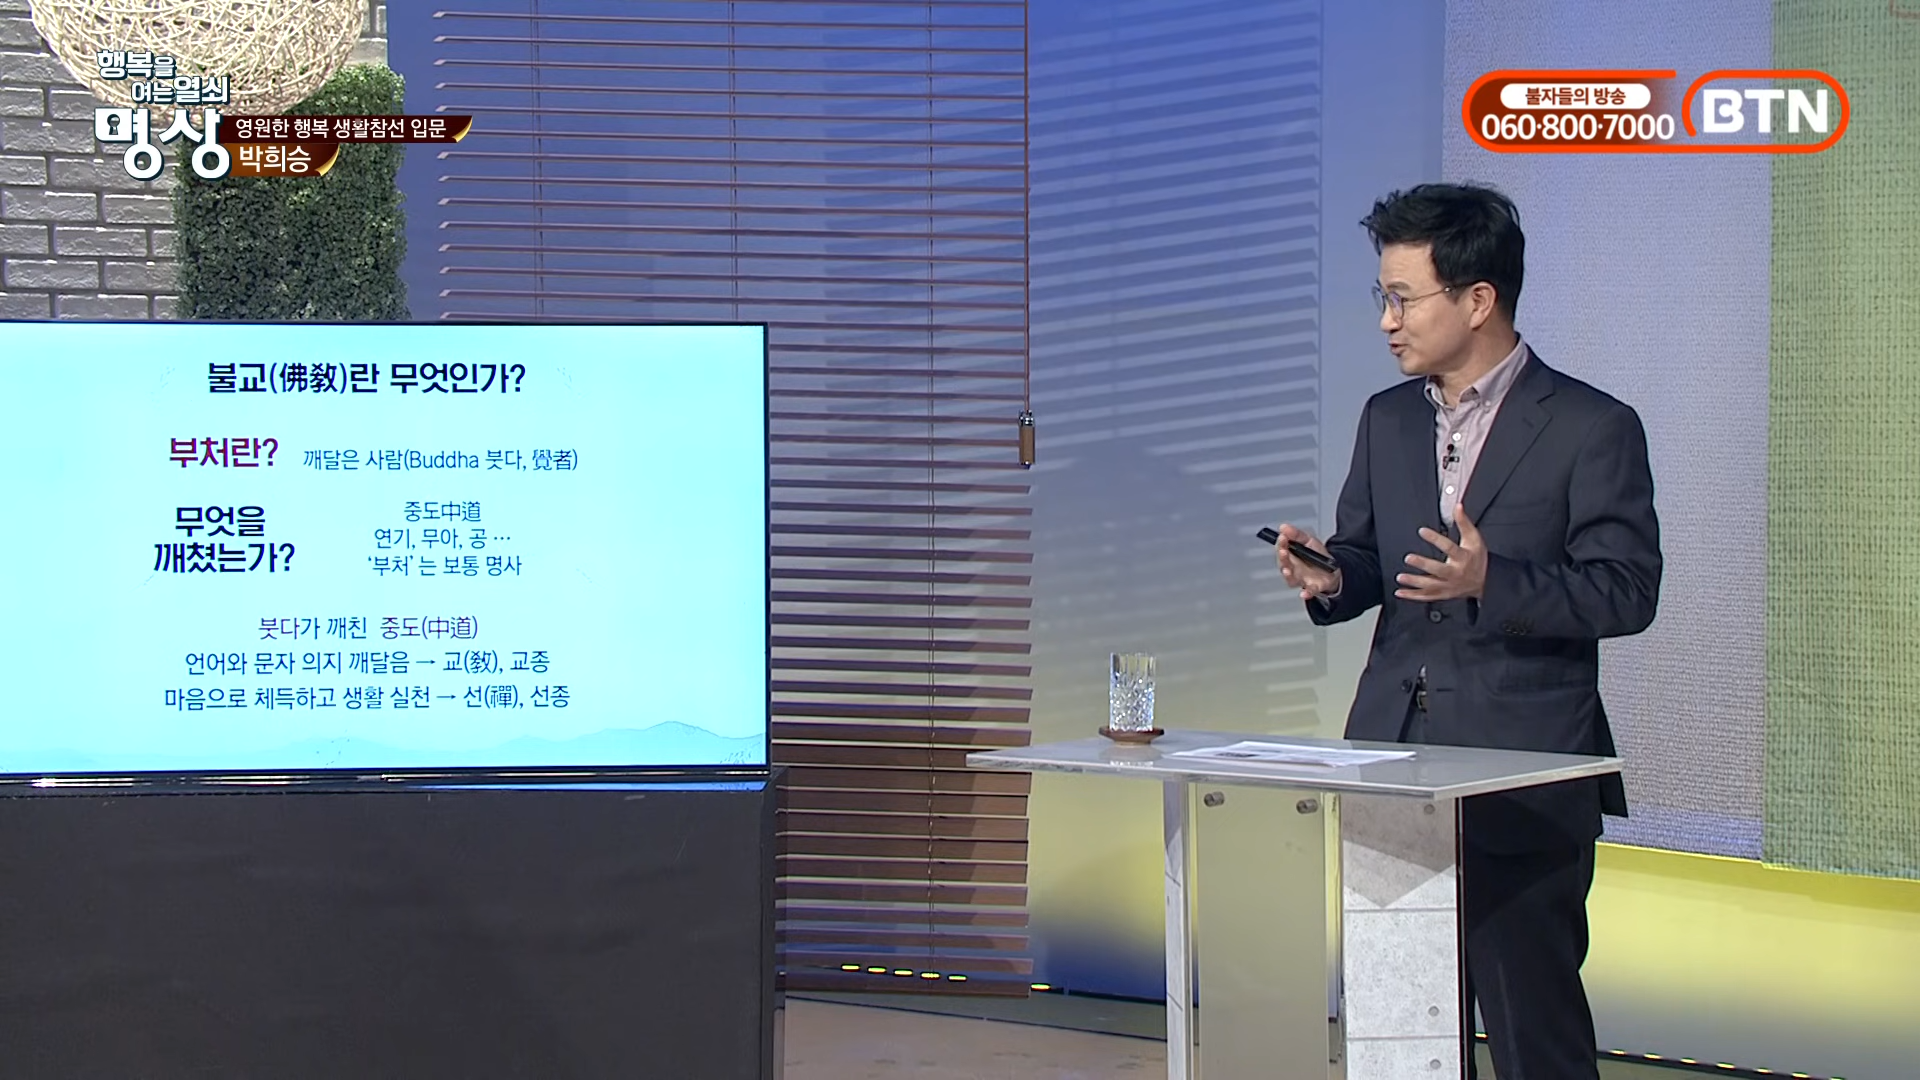 행복을
여는열쇠
명상
영원한 행복 생활참선 입문
박희승
불자들의 방송
060·800·7000
BTN
불교(佛敎)란 무엇인가?
부처란? 깨달은 사람(Buddha 붓다, 覺者)
무엇을
깨쳤는가?
중도中道
연기, 무아, 공 …
‘부처’ 는 보통 명사
붓다가 깨친 중도(中道)
언어와 문자 의지 깨달음 → 교(敎), 교종
마음으로 체득하고 생활 실천 → 선(禪), 선종